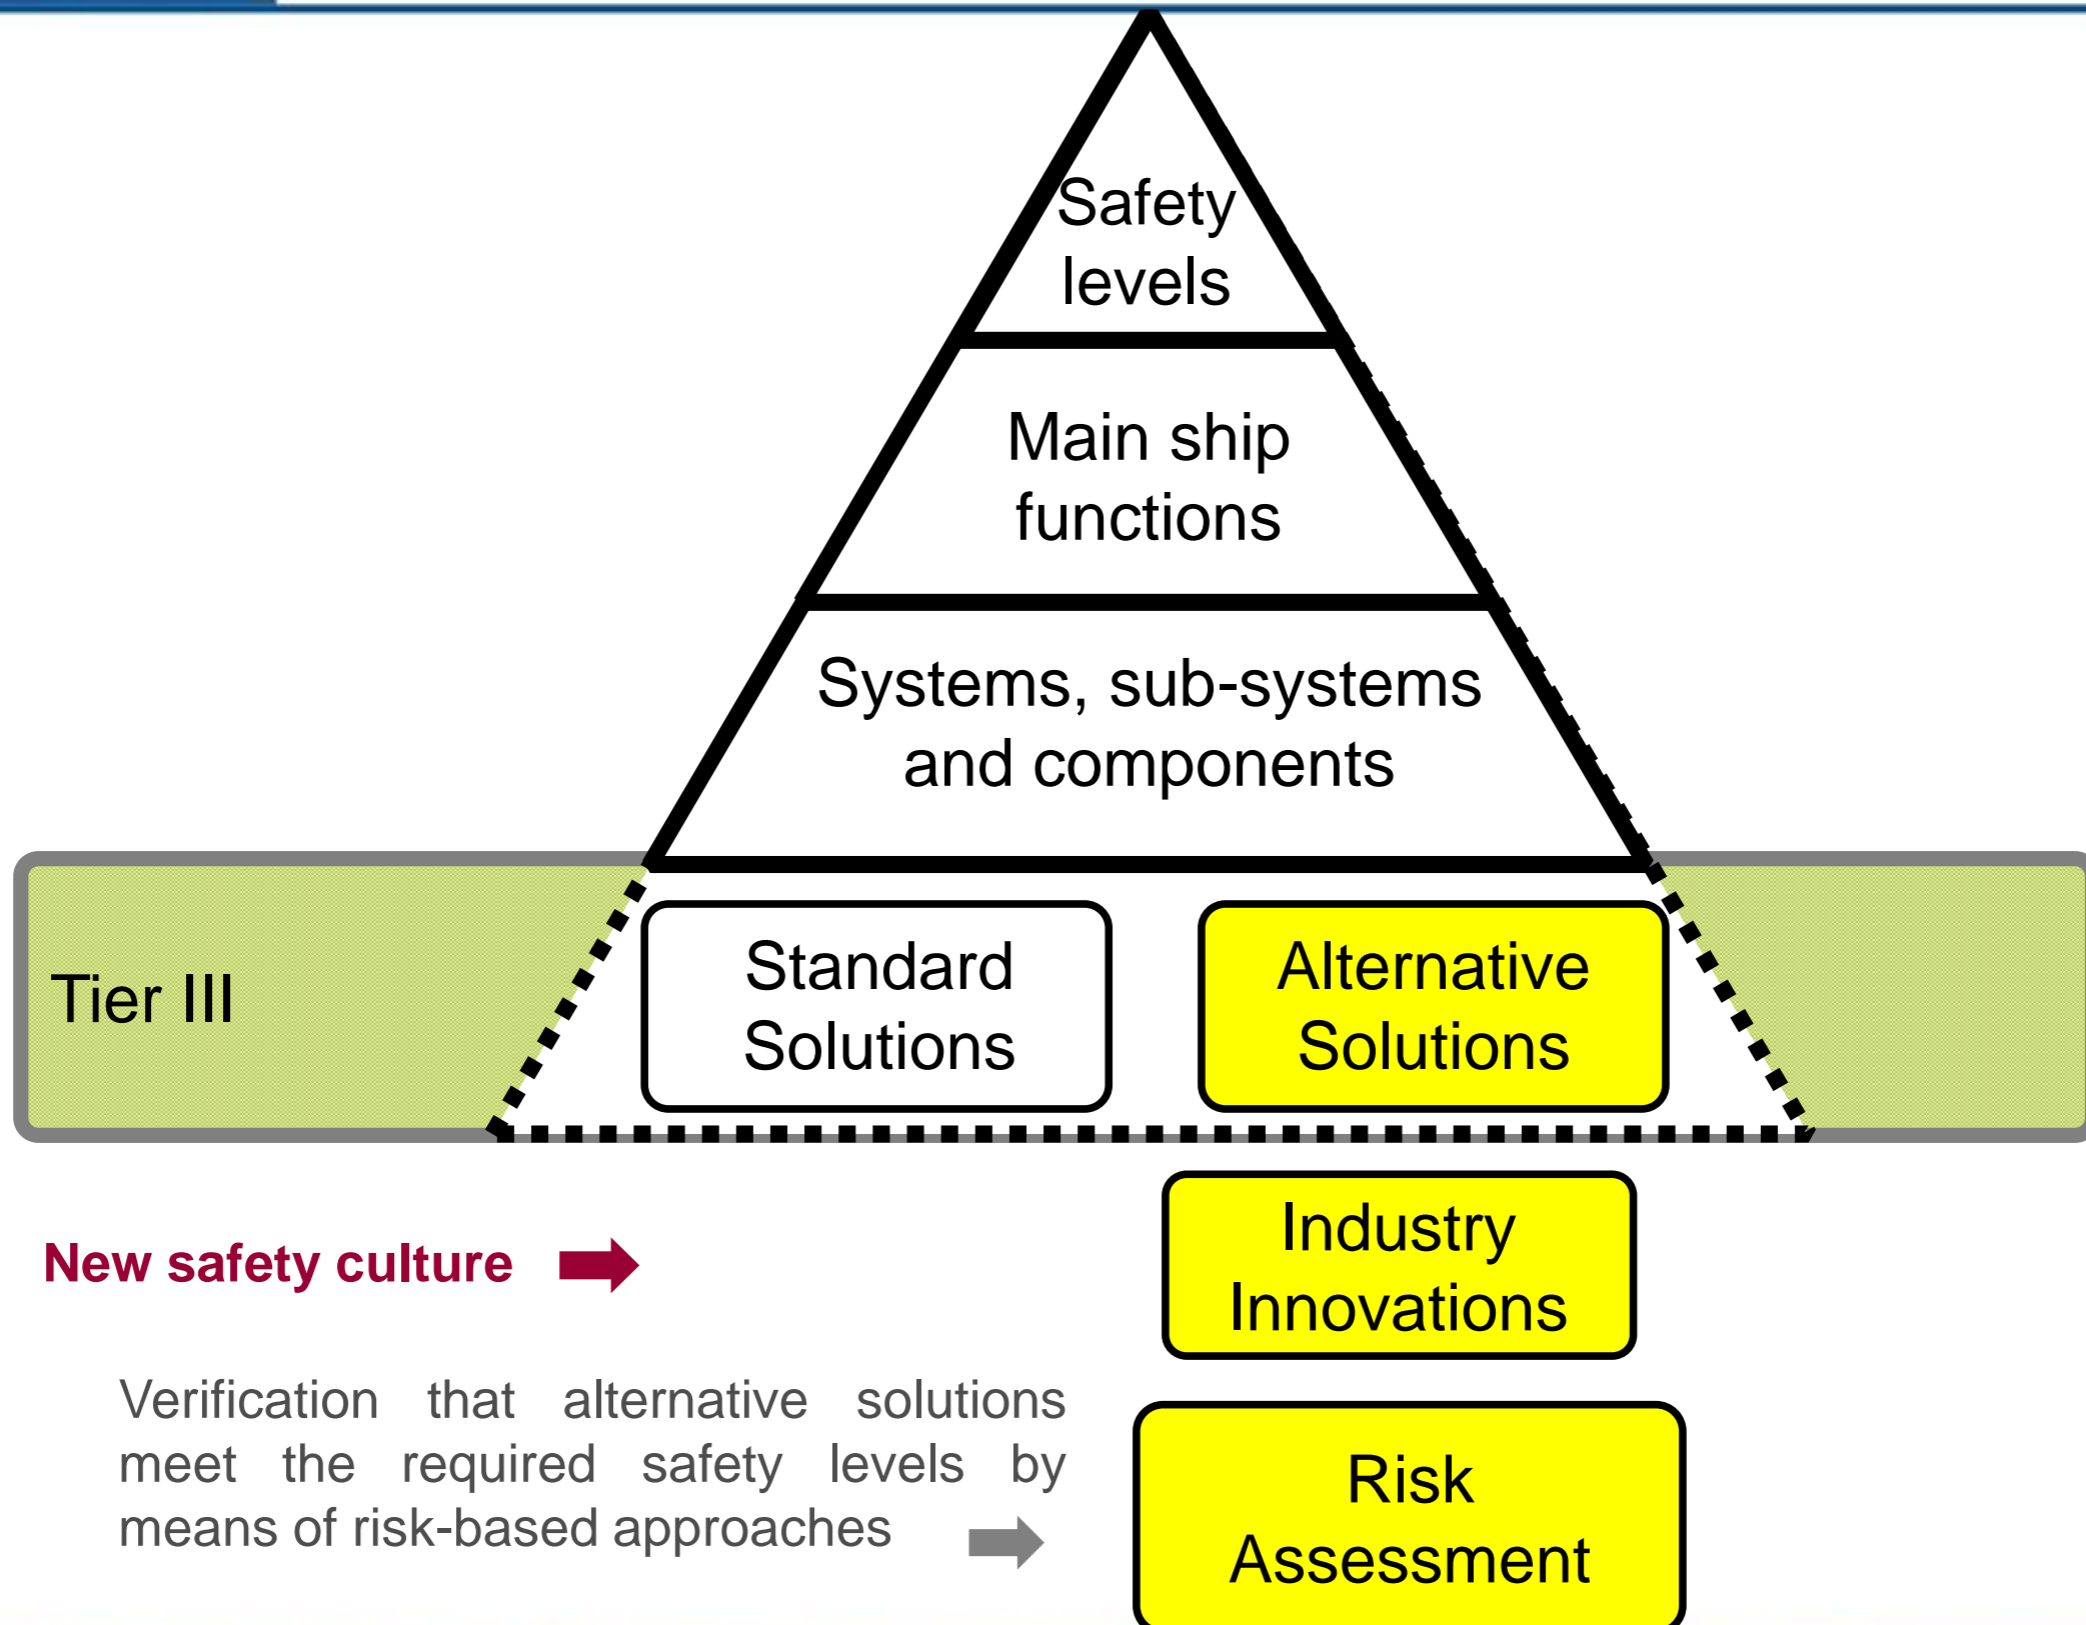 Safety
levels
Main ship
functions
Systems, sub-systems
and components
Tier III
Standard
Solutions
Alternative
Solutions
New safety culture
Industry
Innovations
Verification that alternative solutions
meet the required safety levels by
means of risk-based approaches
Risk
Assessment